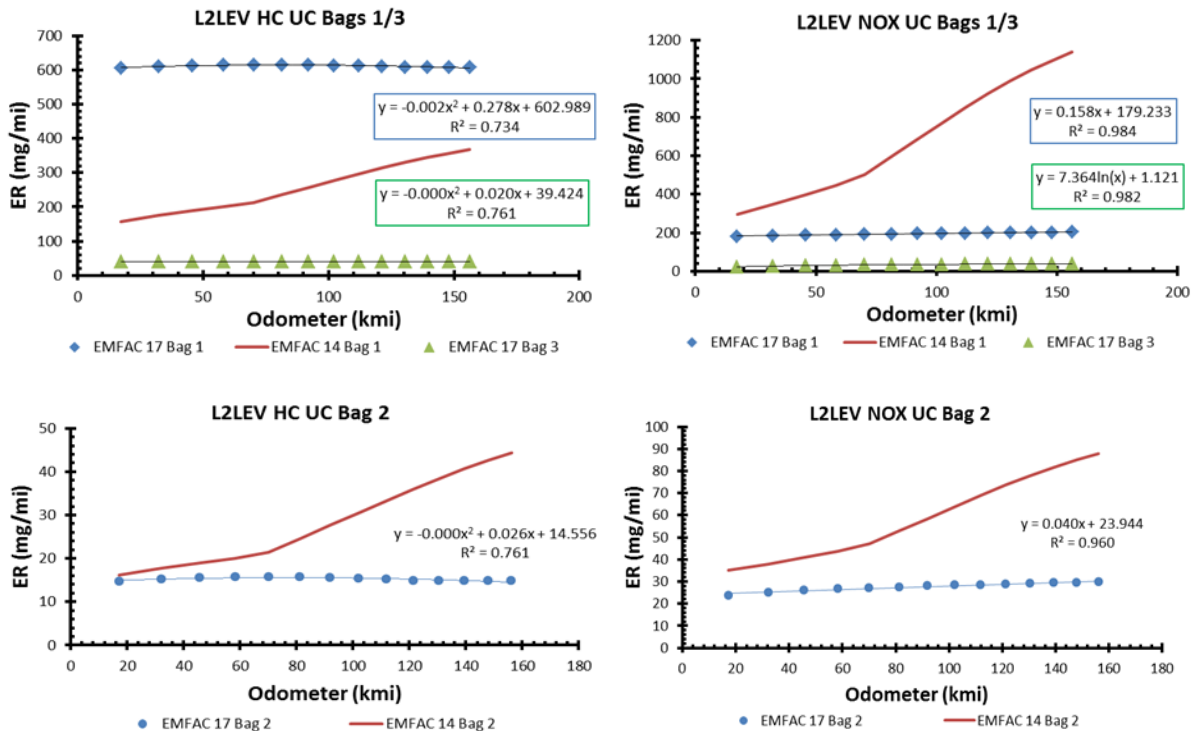 L2LEV HC UC Bags 1/3
700
600
500
400
300
200
100
0
ER (mg/mi)
y = -0.002x² + 0.278x + 602.989
R² = 0.734
y = -0.000x² + 0.020x + 39.424
R² = 0.761
0 50 100 150 200
Odometer (kmi)
EMFAC 17 Bag 1 EMFAC 14 Bag 1 EMFAC 17 Bag 3
L2LEV NOX UC Bags 1/3
1200
1000
800
600
400
200
0
ER (mg/mi)
y = 0.158x + 179.233
R² = 0.984
y = 7.364ln(x) + 1.121
R² = 0.982
0 50 100 150 200
Odometer (kmi)
EMFAC 17 Bag 1 EMFAC 14 Bag 1 EMFAC 17 Bag 3
L2LEV HC UC Bag 2
50
40
30
20
10
0
ER (mg/mi)
y = -0.000x² + 0.026x + 14.556
R² = 0.761
0 20 40 60 80 100 120 140 160 180
Odometer (kmi)
EMFAC 17 Bag 2 EMFAC 14 Bag 2
L2LEV NOX UC Bag 2
100
90
80
70
60
50
40
30
20
10
0
ER (mg/mi)
y = 0.040x + 23.944
R² = 0.960
0 20 40 60 80 100 120 140 160 180
Odometer (kmi)
EMFAC 17 Bag 2 EMFAC 14 Bag 2